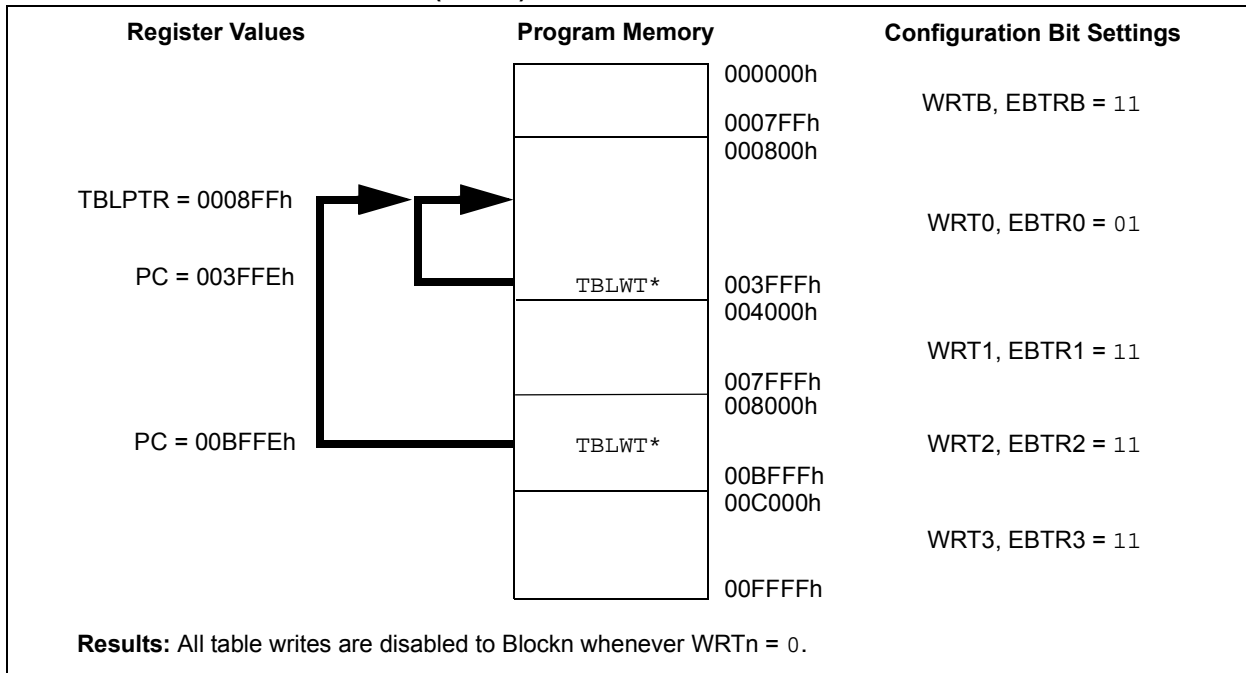 Register Values Program Memory Configuration Bit Settings
000000h
WRTB, EBTRB = 11
0007FFh
000800h
TBLPTR = 0008FFh
WRT0, EBTR0 = 01
PC = 003FFEh TBLWT* 003FFFh
004000h
WRT1, EBTR1 = 11
007FFFh
008000h
PC = 00BFFEh TBLWT* WRT2, EBTR2 = 11
00BFFFh
00C000h
WRT3, EBTR3 = 11
00FFFFh
Results: All table writes are disabled to Blockn whenever WRTn = 0.